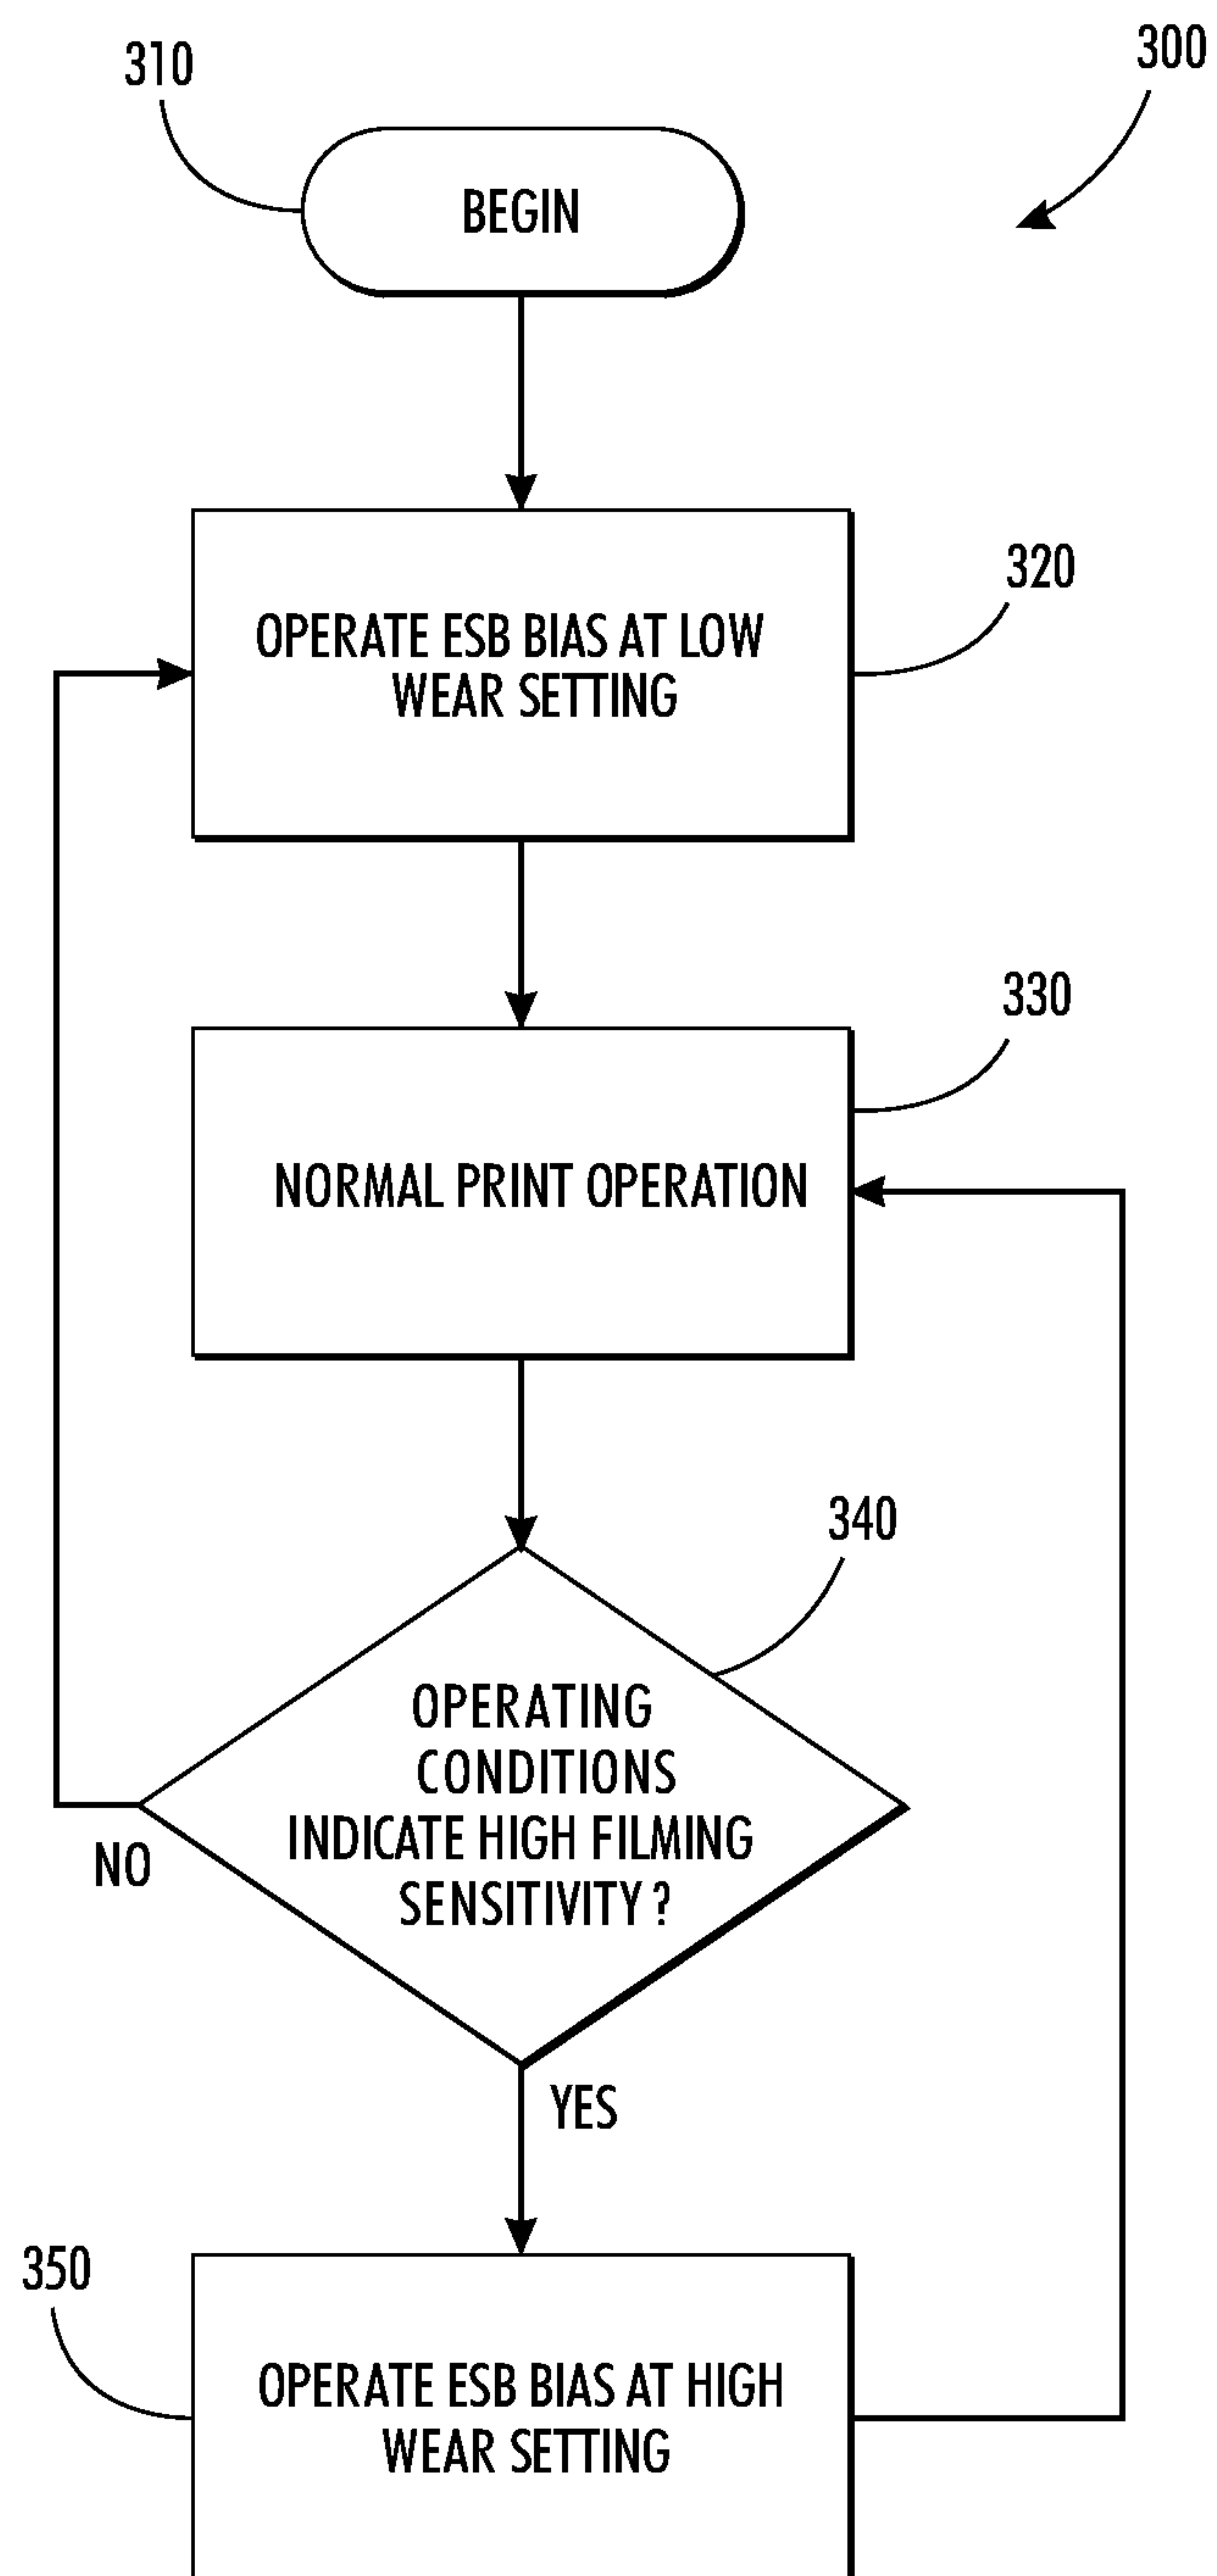 310
300
BEGIN
320
OPERATE ESB BIAS AT LOW
WEAR SETTING
330
NORMAL PRINT OPERATION
340
OPERATING
CONDITIONS
INDICATE HIGH FILMING
SENSITIVITY ?
NO
YES
350
OPERATE ESB BIAS AT HIGH
WEAR SETTING